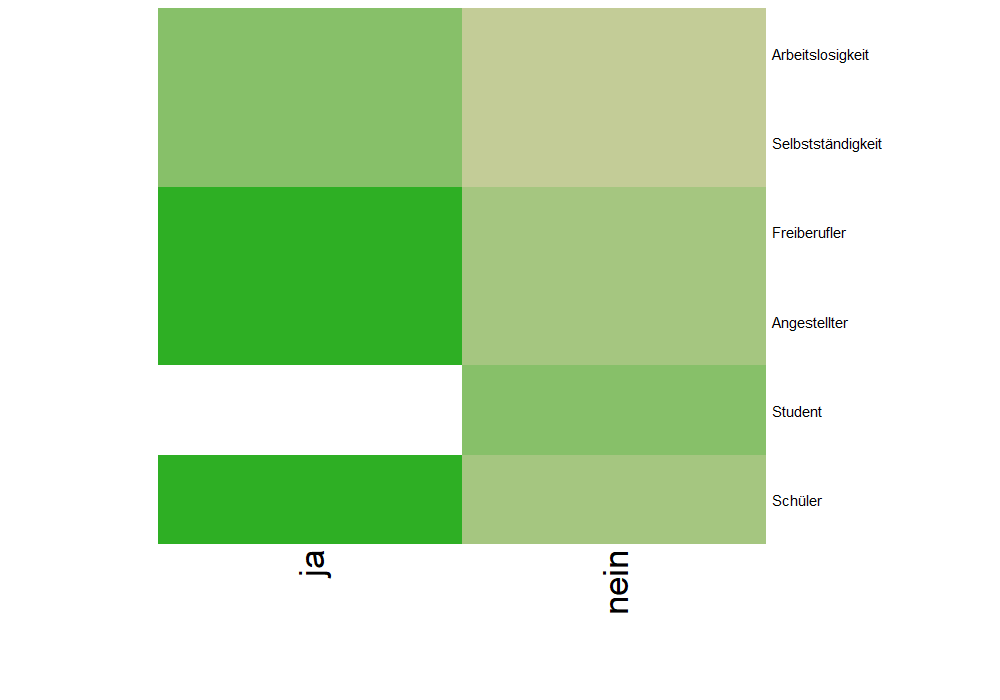 Arbeitslosigkeit
Selbstständigkeit
Freiberufler
Angestellter
Student
Schüler
ja
nein